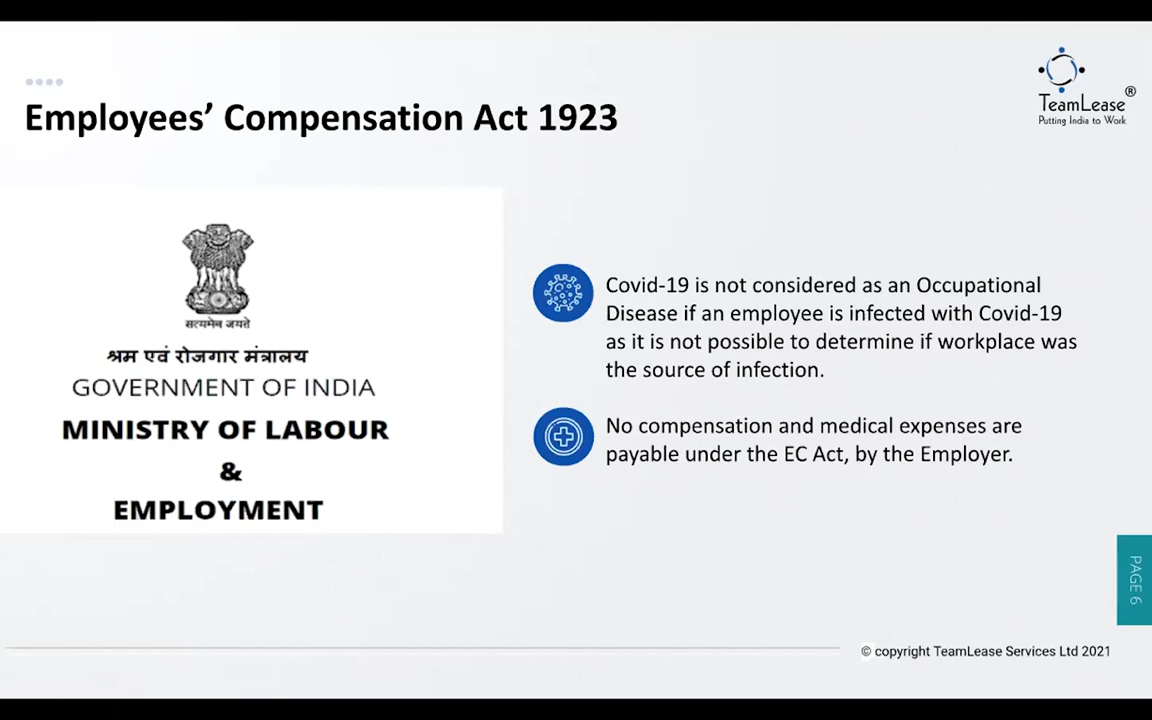 Employees’ Compensation Act 1923
TeamLease®
Putting India to Work
सत्यमेव जयते
श्रम एवं रोजगार मंत्रालय
GOVERNMENT OF INDIA
MINISTRY OF LABOUR
&
EMPLOYMENT
Covid-19 is not considered as an Occupational
Disease if an employee is infected with Covid-19
as it is not possible to determine if workplace was
the source of infection.
No compensation and medical expenses are
payable under the EC Act, by the Employer.
PAGE 6
© copyright TeamLease Services Ltd 2021